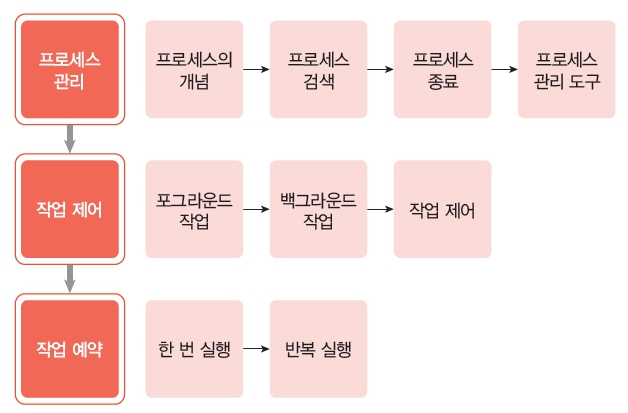 프로세스
관리
프로세스의
개념
프로세스
검색
프로세스
종료
프로세스
관리 도구
작업 제어
포그라운드
작업
백그라운드
작업
작업 제어
작업 예약
한 번 실행
반복 실행